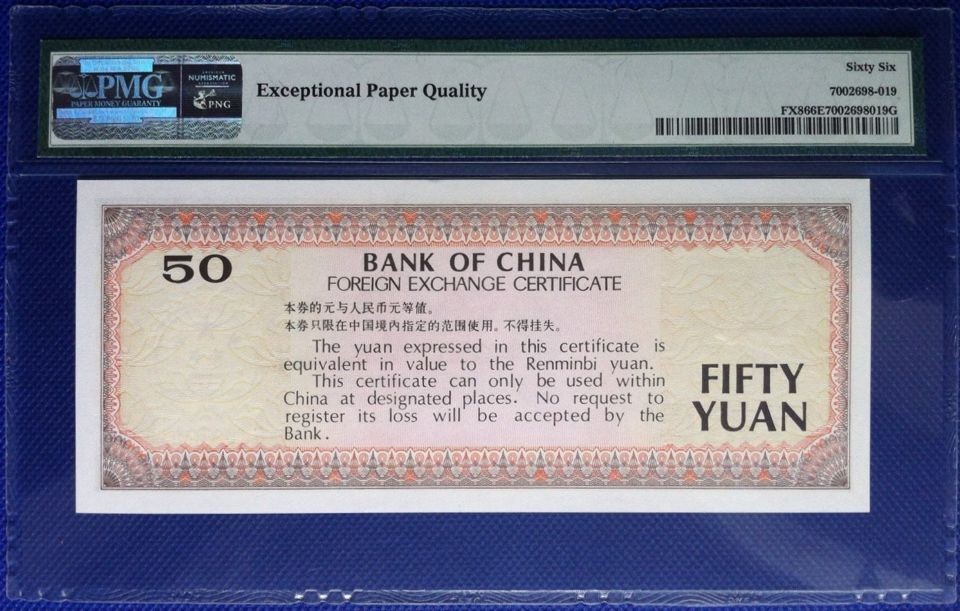 PMG
PAPER MONEY GUARANTY
AMERICAN
NUMISMATIC
ASSOCIATION
PNG
Exceptional Paper Quality
Sixty Six
7002698-019
FX866E7002698019G
50
BANK OF CHINA
FOREIGN EXCHANGE CERTIFICATE
本券的元与人民币元等值。
本券只限在中国境内指定的范围使用。不得挂失。
The yuan expressed in this certificate is
equivalent in value to the Renminbi yuan.
This certificate can only be used within
China at designated places. No request to
register its loss will be accepted by the
Bank.
FIFTY
YUAN